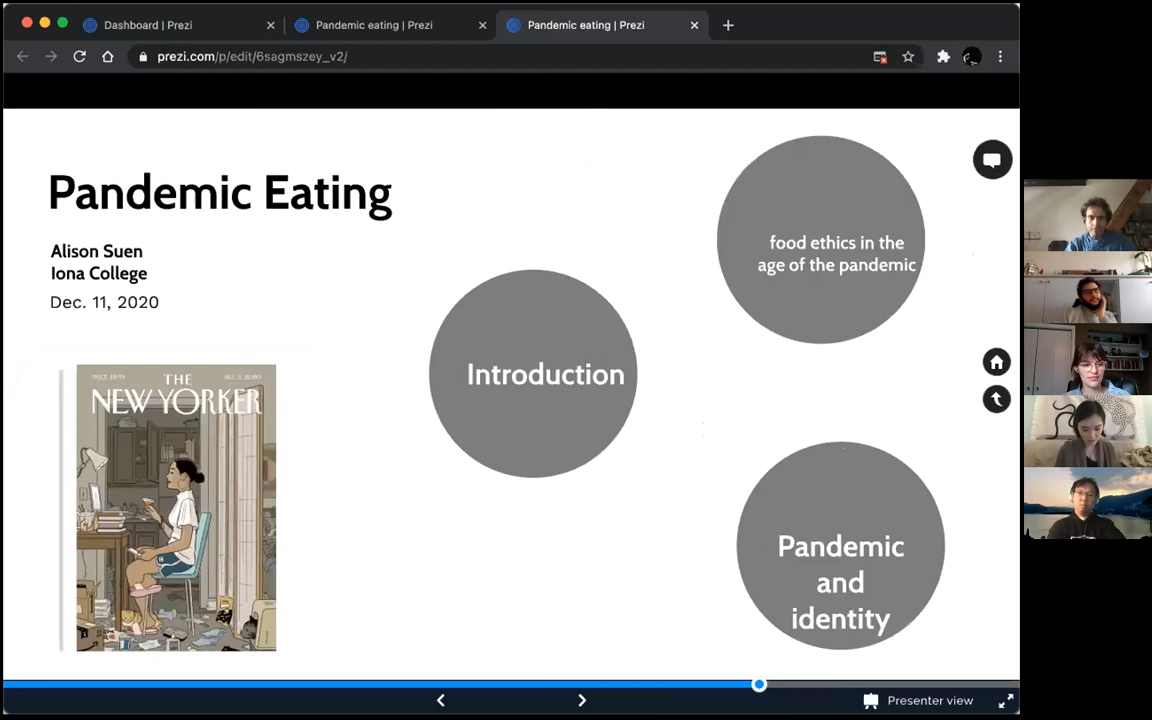 Dashboard | Prezi
Pandemic eating | Prezi
Pandemic eating | Prezi
prezi.com/p/edit/6sagmszey_v2/
Pandemic Eating
Alison Suen
Iona College
Dec. 11, 2020
THE
NEW YORKER
Introduction
food ethics in the
age of the pandemic
Pandemic
and
identity
Presenter view